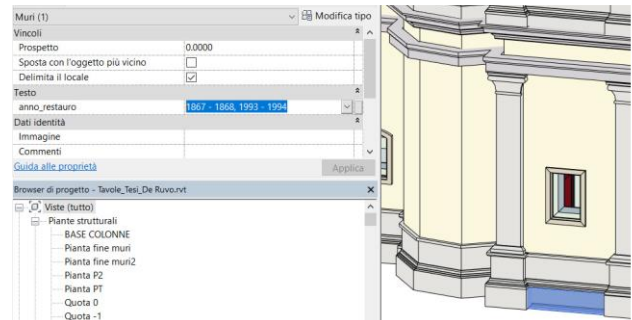 Muri (1)
Modifica tipo
Vincoli
Prospetto 0.0000
Sposta con l'oggetto più vicino
Delimita il locale
Testo
anno_restauro 1867 - 1868, 1993 - 1994
Dati identità
Immagine
Commenti
Guida alle proprietà
Applica
Browser di progetto - Tavole_Tesi_De Ruvo.rvt
Viste (tutto)
Piante strutturali
BASE COLONNE
Pianta fine muri
Pianta fine muri2
Pianta P2
Pianta PT
Quota 0
Quota -1